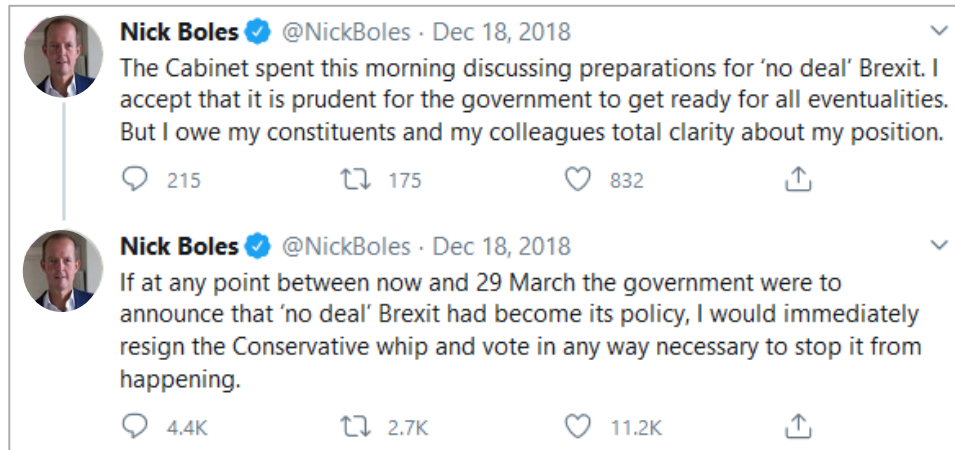 Nick Boles @NickBoles · Dec 18, 2018
The Cabinet spent this morning discussing preparations for ‘no deal’ Brexit. I
accept that it is prudent for the government to get ready for all eventualities.
But I owe my constituents and my colleagues total clarity about my position.
215 175 832
Nick Boles @NickBoles · Dec 18, 2018
If at any point between now and 29 March the government were to
announce that ‘no deal’ Brexit had become its policy, I would immediately
resign the Conservative whip and vote in any way necessary to stop it from
happening.
4.4K 2.7K 11.2K